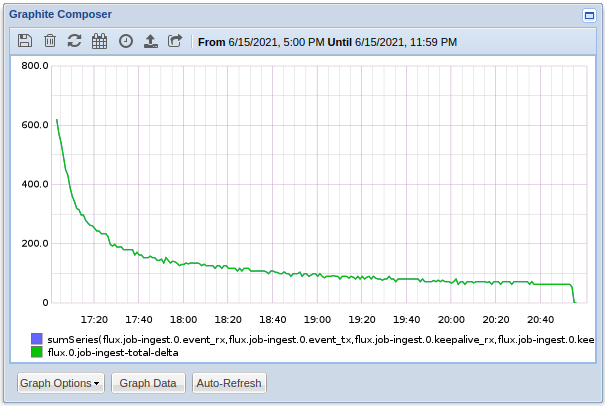 Graphite Composer
From 6/15/2021, 5:00 PM Until 6/15/2021, 11:59 PM
800.0
600.0
400.0
200.0
0
17:20 17:40 18:00 18:20 18:40 19:00 19:20 19:40 20:00 20:20 20:40
sumSeries(flux.job-ingest.0.event_rx,flux.job-ingest.0.event_tx,flux.job-ingest.0.keepalive_rx,flux.job-ingest.0.kee
flux.0.job-ingest-total-delta
Graph Options Graph Data Auto-Refresh